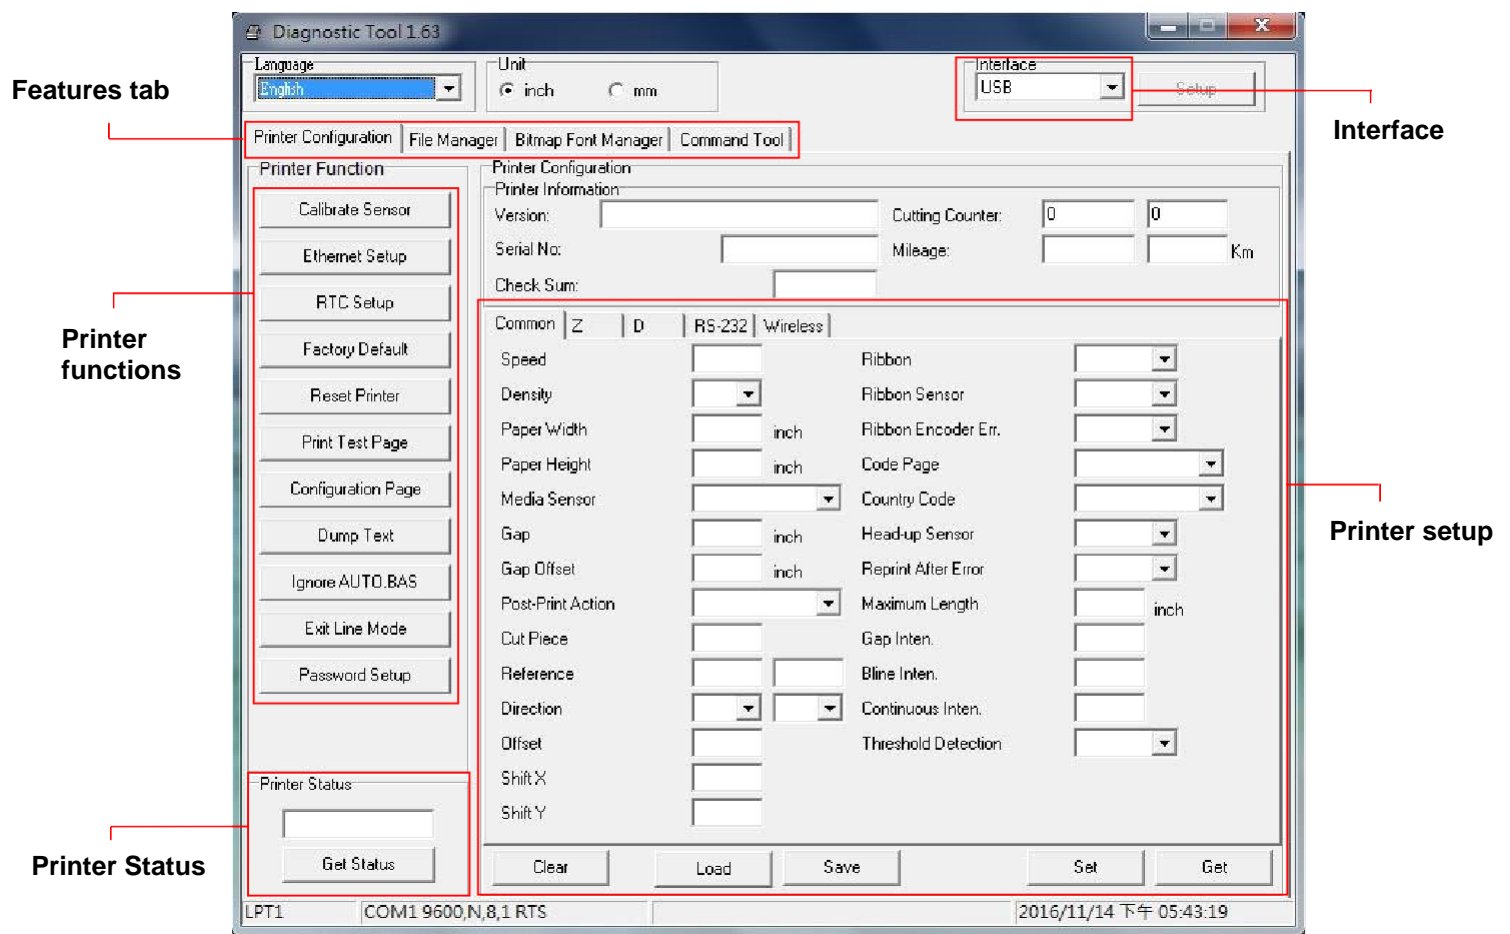 Diagnostic Tool 1.63
Language
English
Unit
inch
mm
Interface
USB
Setup
Features tab
Interface
Printer Configuration
File Manager
Bitmap Font Manager
Command Tool
Printer Function
Calibrate Sensor
Ethernet Setup
RTC Setup
Factory Default
Reset Printer
Print Test Page
Configuration Page
Dump Text
Ignore AUTO.BAS
Exit Line Mode
Password Setup
Printer functions
Printer Configuration
Printer Information
Version:
Cutting Counter: 0 0
Serial No:
Mileage: Km
Check Sum:
Common
Z
D
RS-232
Wireless
Speed
Ribbon
Density
Ribbon Sensor
Paper Width inch
Ribbon Encoder Err.
Paper Height inch
Code Page
Media Sensor
Country Code
Gap inch
Head-up Sensor
Gap Offset inch
Reprint After Error
Post-Print Action
Maximum Length inch
Cut Piece
Gap Inten.
Reference
Bline Inten.
Direction
Continuous Inten.
Offset
Threshold Detection
Shift X
Shift Y
Printer setup
Printer Status
Get Status
Printer Status
Clear
Load
Save
Set
Get
LPT1
COM1 9600,N,8,1 RTS
2016/11/14 下午 05:43:19